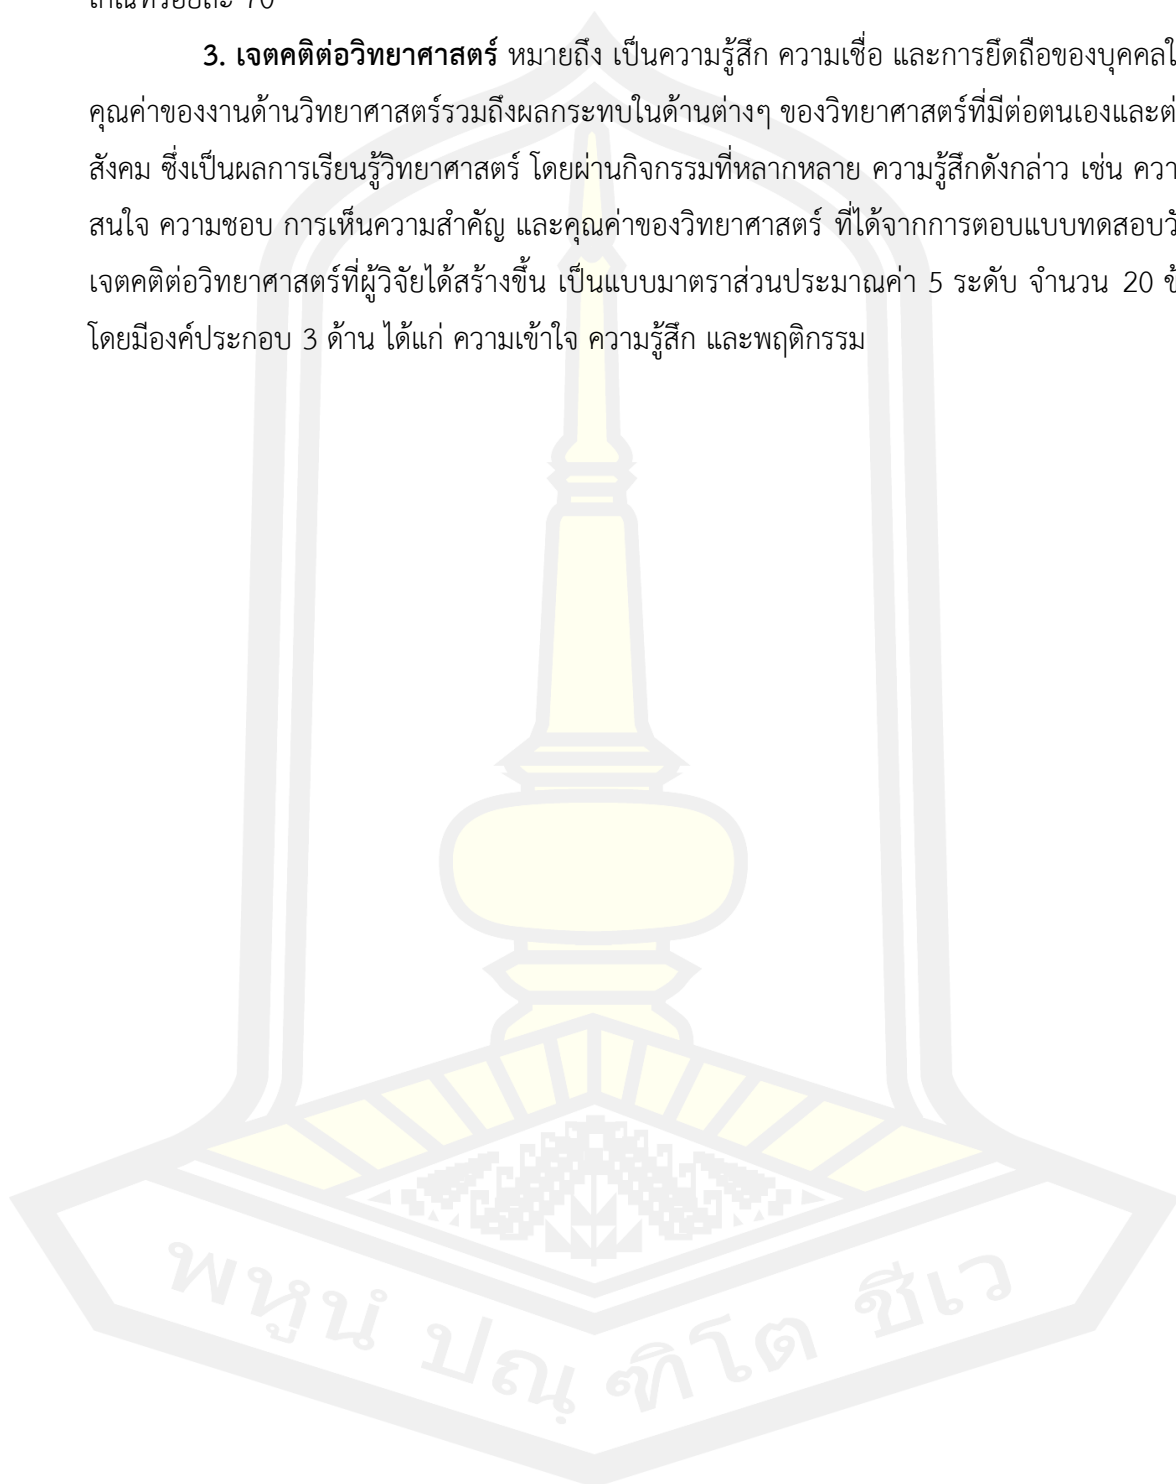 ร้อยละ 70
3. เจตคติต่อวิทยาศาสตร์ หมายถึง เป็นความรู้สึก ความเชื่อ และการยึดถือของบุคคลใ
คุณค่าของงานด้านวิทยาศาสตร์รวมถึงผลกระทบในด้านต่างๆ ของวิทยาศาสตร์ที่มีต่อตนเองและต่
สังคม ซึ่งเป็นผลการเรียนรู้วิทยาศาสตร์ โดยผ่านกิจกรรมที่หลากหลาย ความรู้สึกดังกล่าว เช่น ควา
สนใจ ความชอบ การเห็นความสำคัญ และคุณค่าของวิทยาศาสตร์ ที่ได้จากการตอบแบบทดสอบวั
เจตคติต่อวิทยาศาสตร์ที่ผู้วิจัยได้สร้างขึ้น เป็นแบบมาตราส่วนประมาณค่า 5 ระดับ จำนวน 20 ข้
โดยมีองค์ประกอบ 3 ด้าน ได้แก่ ความเข้าใจ ความรู้สึก และพฤติกรรม
พหูนํ ปณฺฑิโต ชีเว